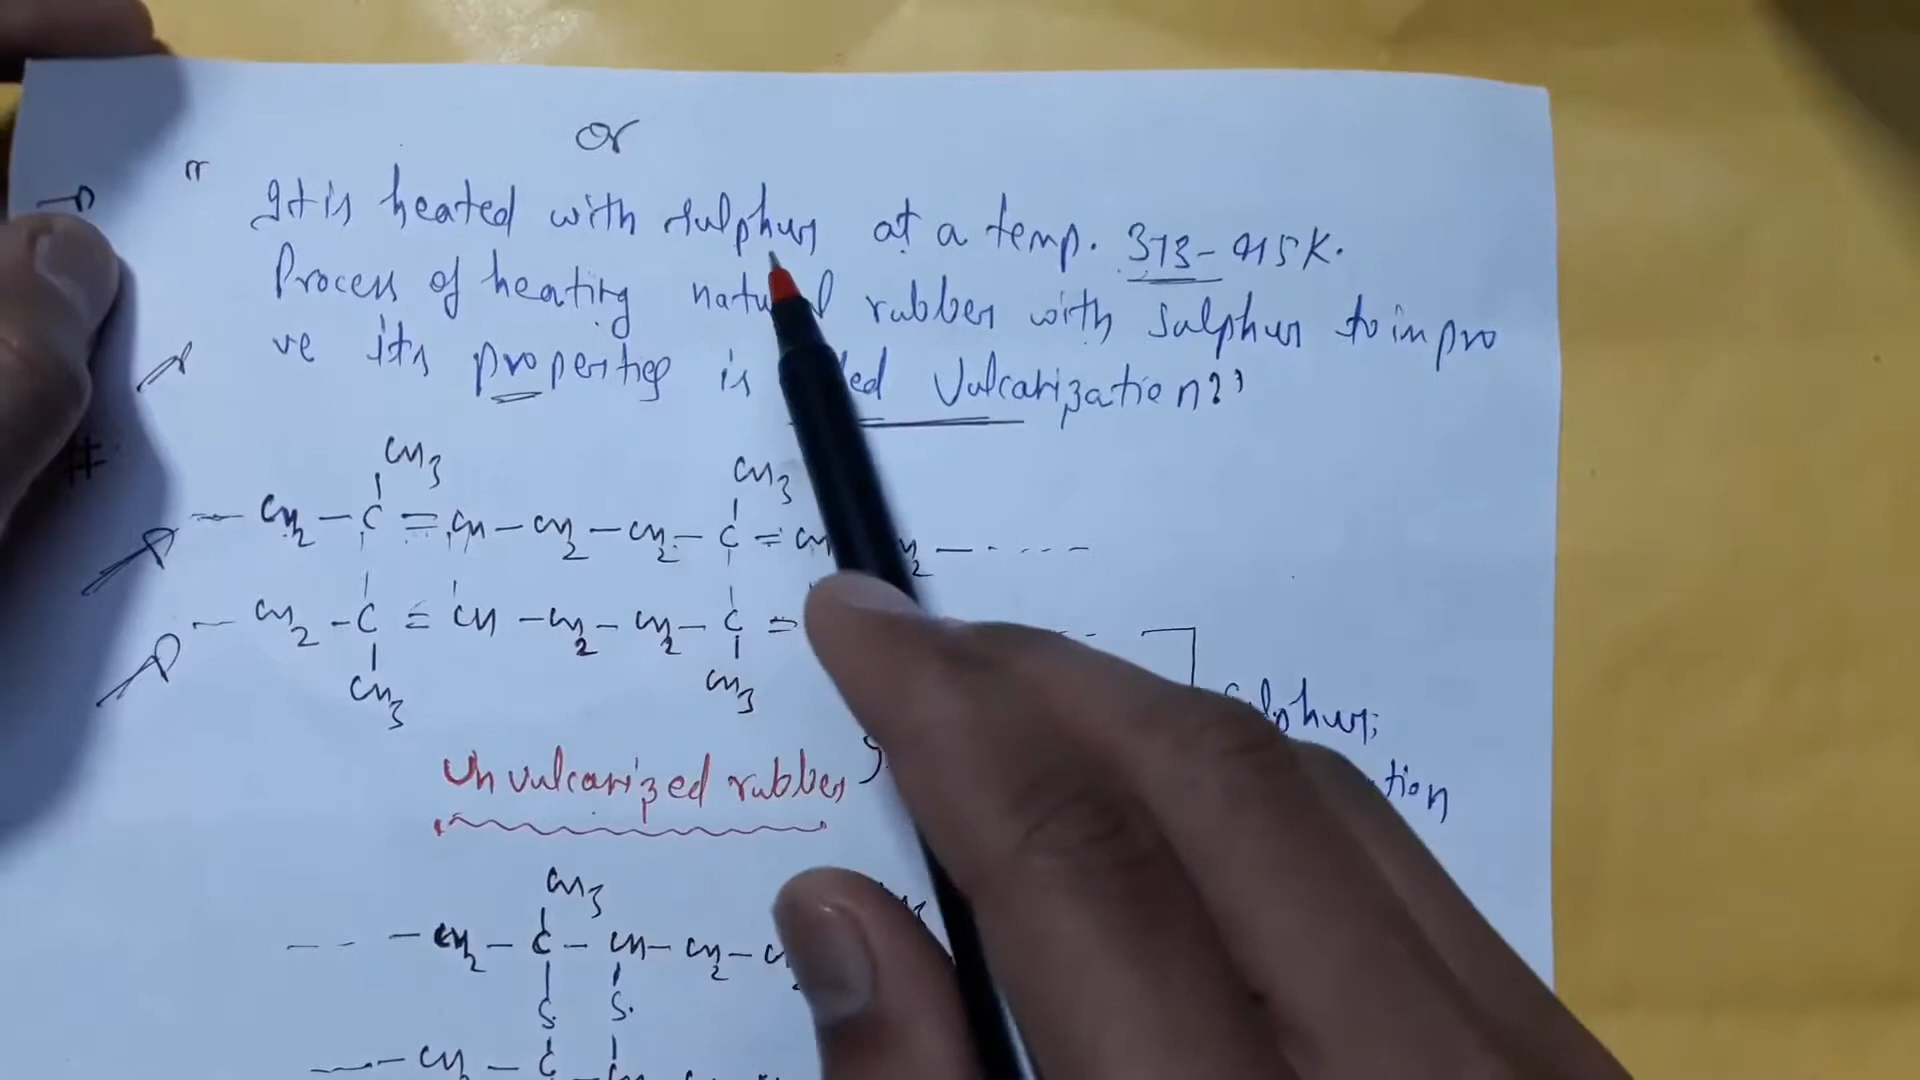 or
" It is heated with sulphur at a temp. 373-415K.
Process of heating natural rubber with sulphur to impro
ve its properties is Vulcanization"
CH3 CH3
-- CH2 - C = CH - CH2 - CH2 - C = CH - ----
-- CH2 - C = CH - CH2 - CH2 - C =
CH3 CH3
Sulphur;
Unvulcanized rubber
CH3
-- - CH2 - C - CH - CH2 -
S S
-- CH2 - C